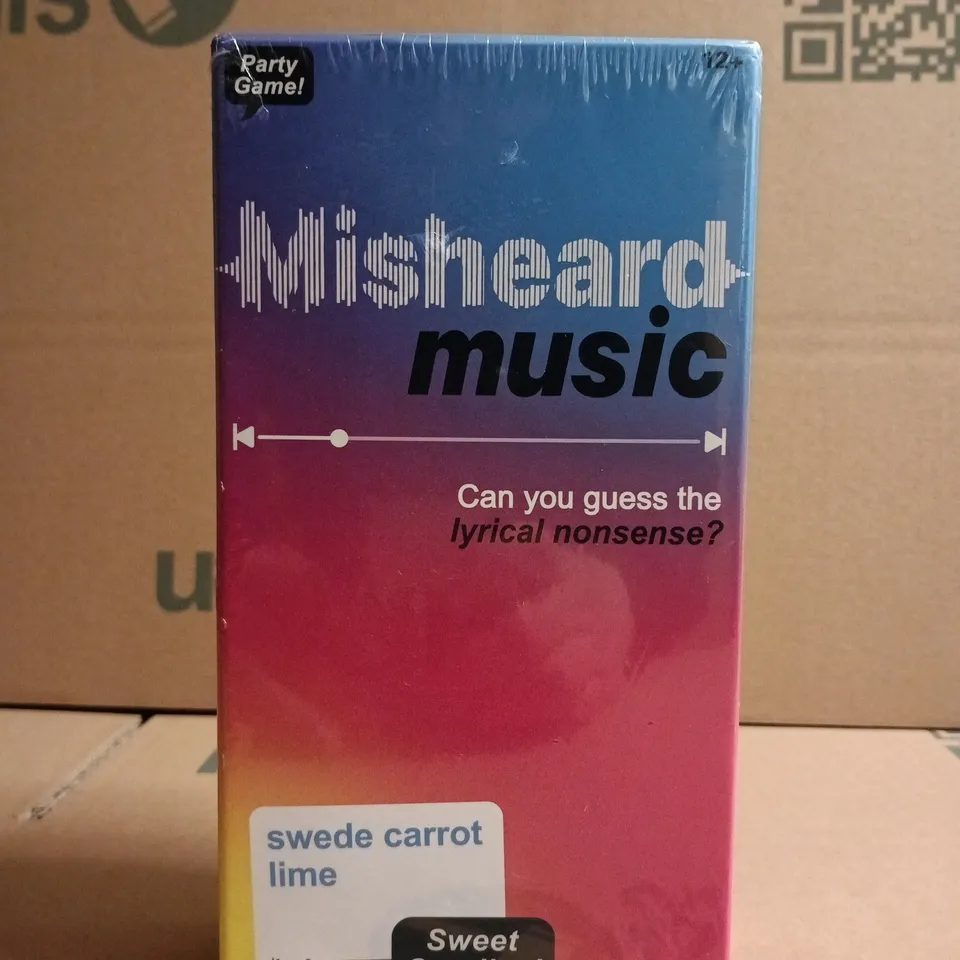 Party
Game!
12+
Misheard
music
Can you guess the
lyrical nonsense?
swede carrot
lime
Sweet